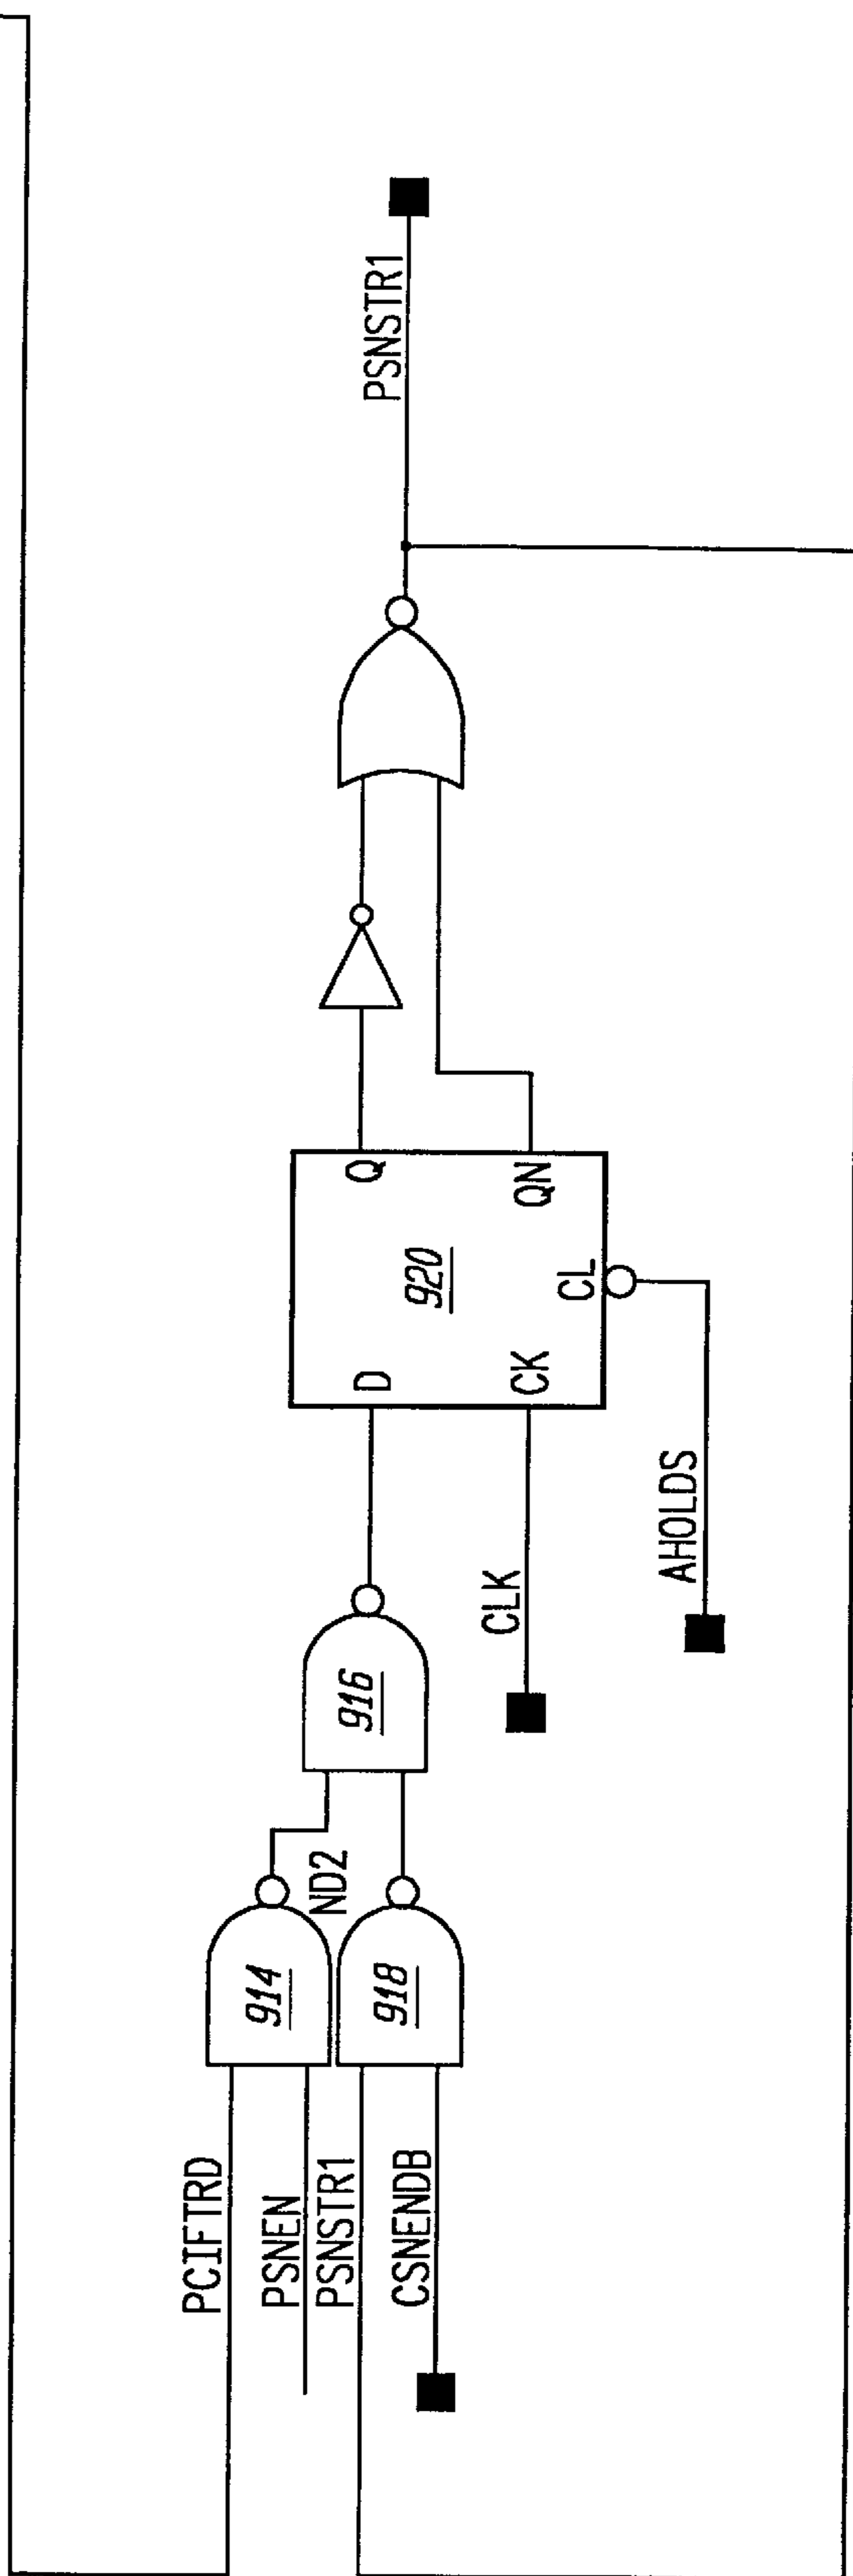 PCIFTRD
PSNEN
PSNSTR1
CSNENDB
914
918
ND2
916
CLK
AHOLDS
D
CK
CL
920
Q
QN
PSNSTR1